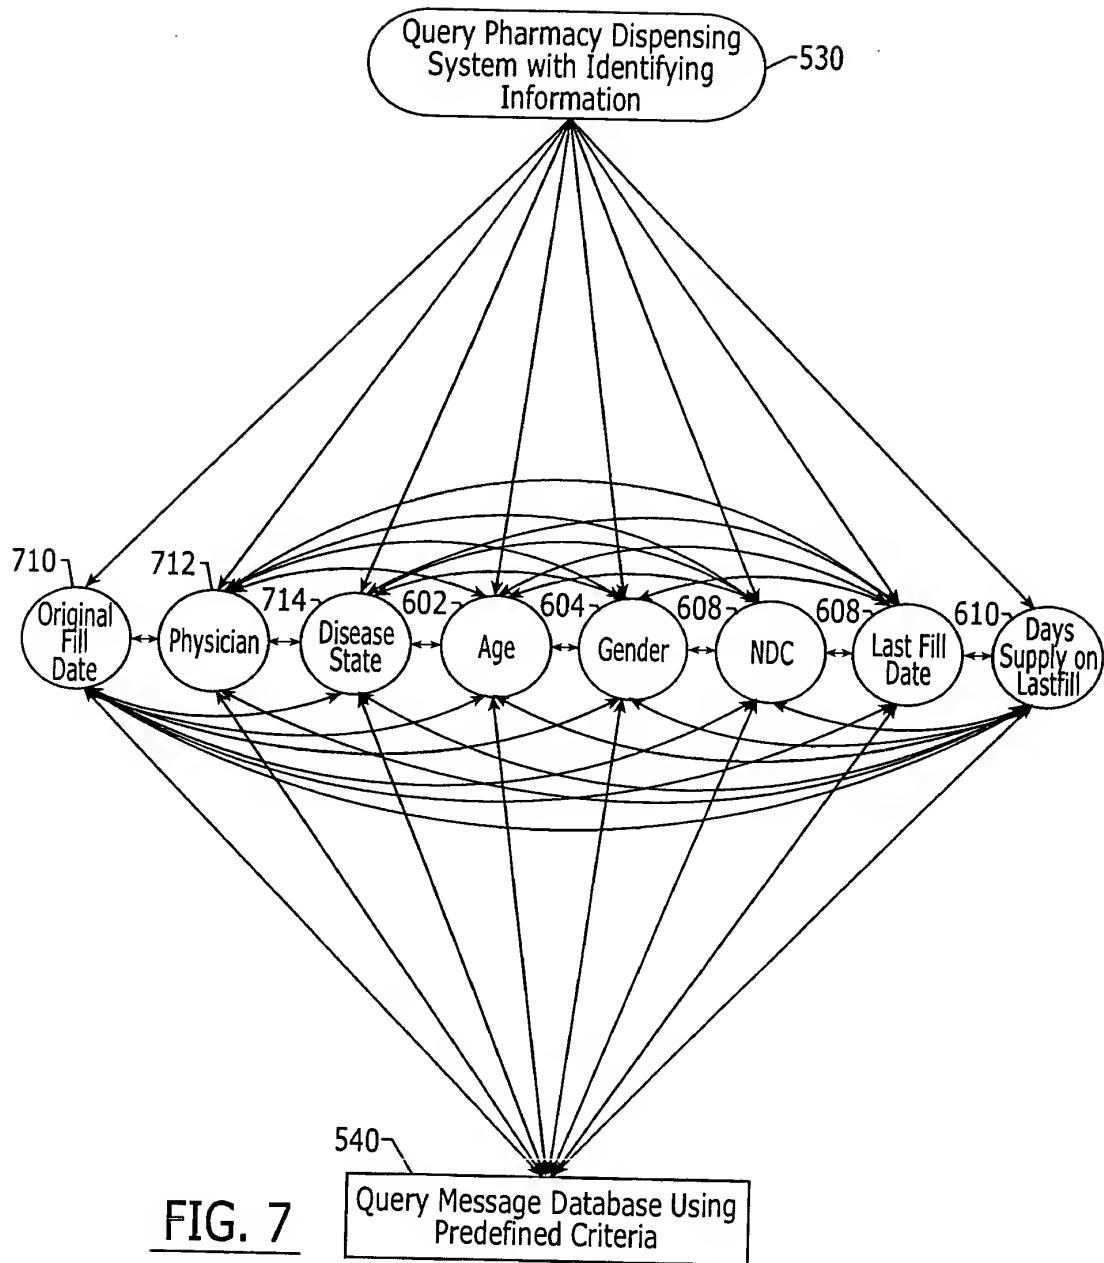 Query Pharmacy Dispensing
System with Identifying
Information
530
710
712
714
602
604
608
608
610
Original
Fill
Date
Physician
Disease
State
Age
Gender
NDC
Last Fill
Date
Days
Supply on
Lastfill
540
Query Message Database Using
Predefined Criteria
FIG. 7